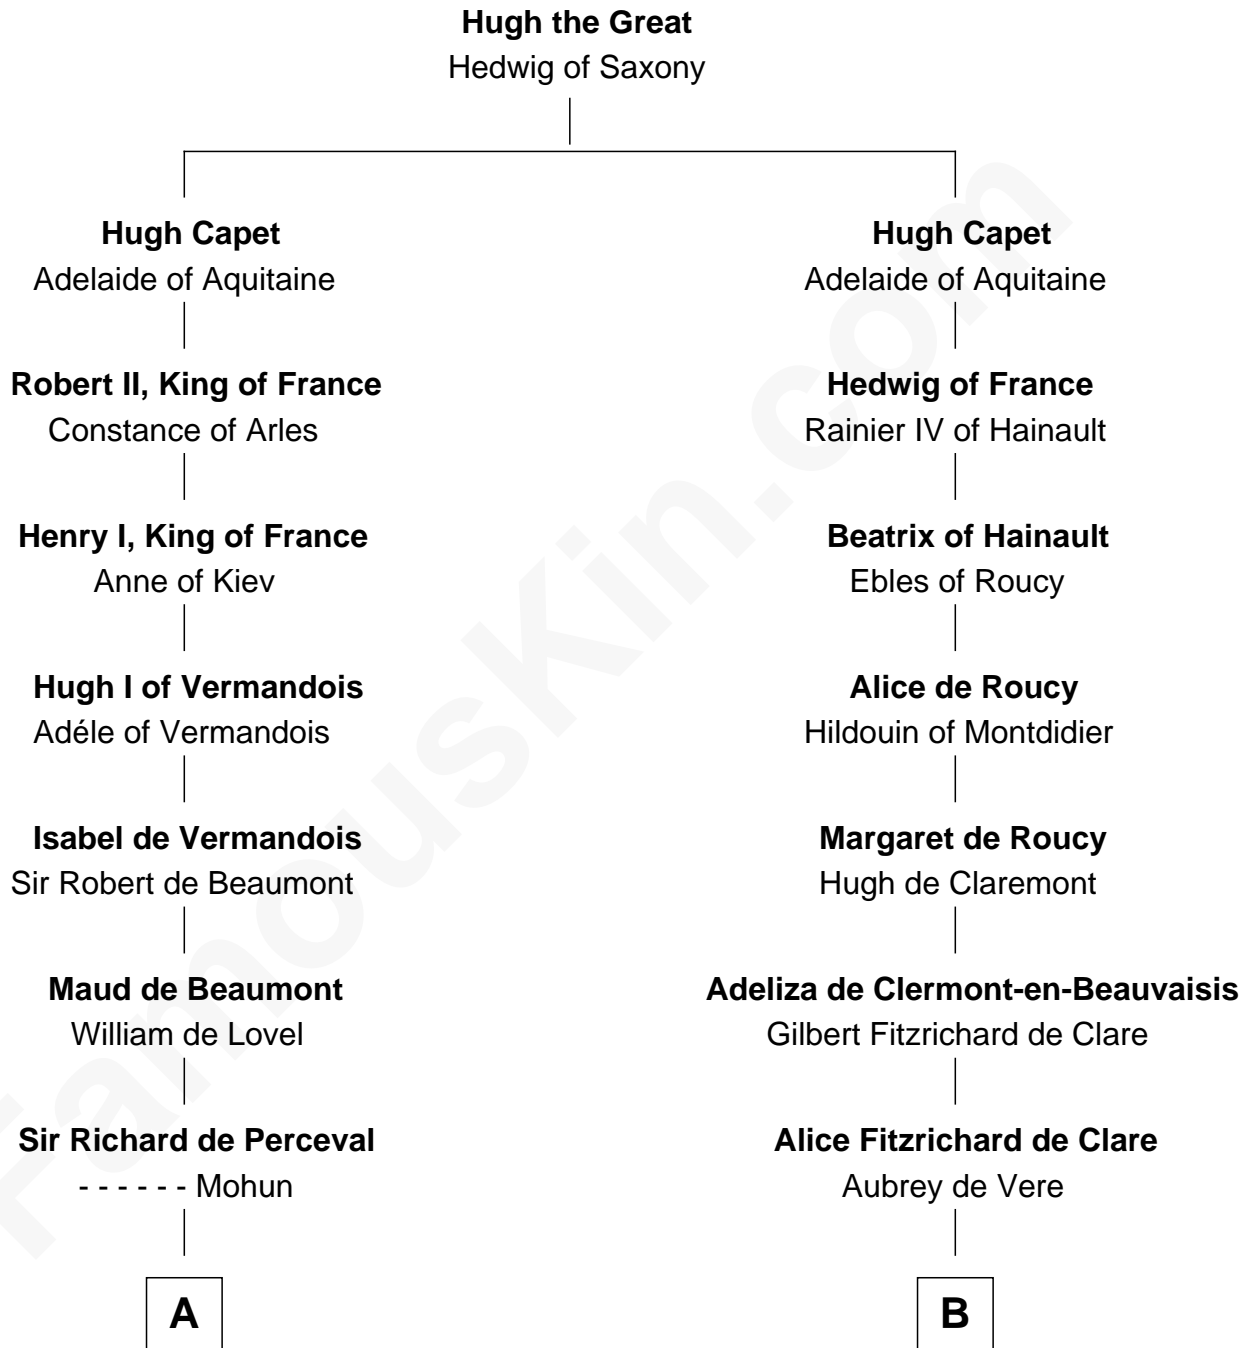 Hugh the Great
Hedwig of Saxony
Hugh Capet
Adelaide of Aquitaine
Robert II, King of France
Constance of Arles
Henry I, King of France
Anne of Kiev
Hugh I of Vermandois
Adéle of Vermandois
Isabel de Vermandois
Sir Robert de Beaumont
Maud de Beaumont
William de Lovel
Sir Richard de Perceval
- - - - - - Mohun
A
Hugh Capet
Adelaide of Aquitaine
Hedwig of France
Rainier IV of Hainault
Beatrix of Hainault
Ebles of Roucy
Alice de Roucy
Hildouin of Montdidier
Margaret de Roucy
Hugh de Claremont
Adeliza de Clermont-en-Beauvaisis
Gilbert Fitzrichard de Clare
Alice Fitzrichard de Clare
Aubrey de Vere
B
FamousKin.com